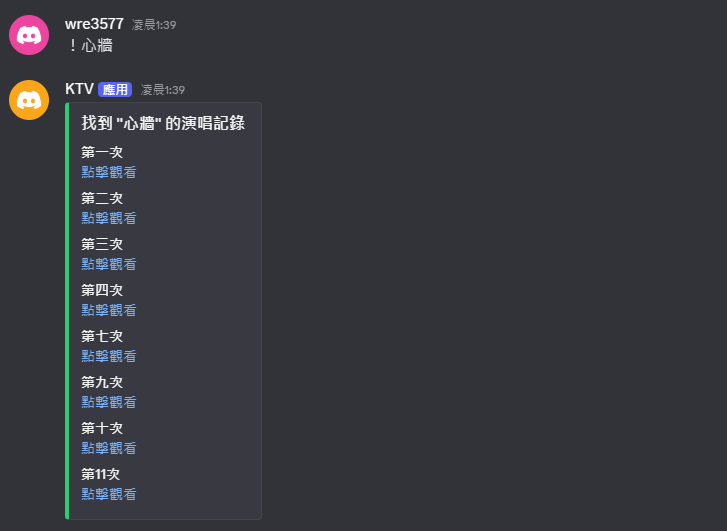 wre3577 凌晨1:39
！心牆
KTV 應用 凌晨1:39
找到 "心牆" 的演唱記錄
第一次
點擊觀看
第二次
點擊觀看
第三次
點擊觀看
第四次
點擊觀看
第七次
點擊觀看
第九次
點擊觀看
第十次
點擊觀看
第11次
點擊觀看